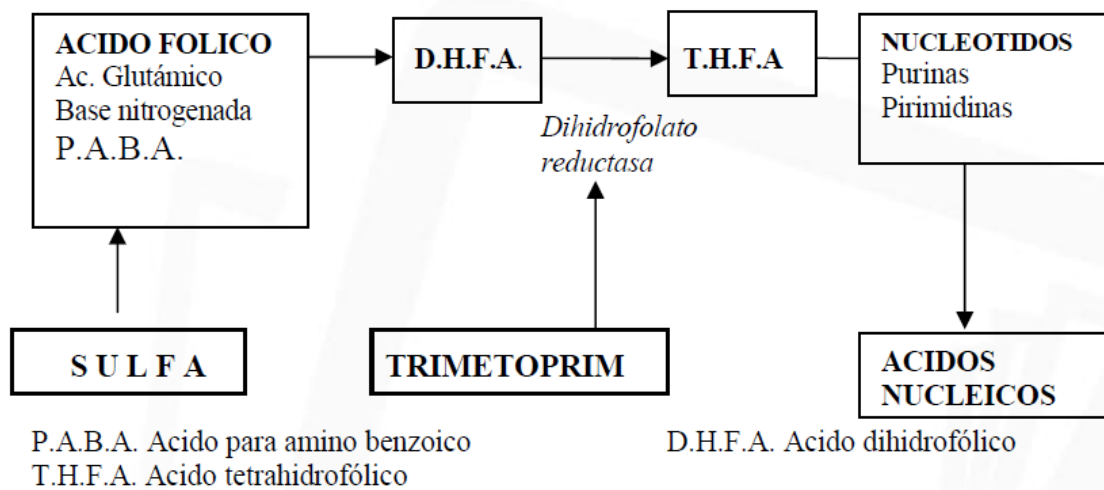 ACIDO FOLICO
Ac. Glutámico
Base nitrogenada
P.A.B.A.
D.H.F.A.
T.H.F.A
NUCLEOTIDOS
Purinas
Pirimidinas
Dihidrofolato
reductasa
S U L F A
TRIMETOPRIM
ACIDOS
NUCLEICOS
P.A.B.A. Acido para amino benzoico
D.H.F.A. Acido dihidrofólico
T.H.F.A. Acido tetrahidrofólico